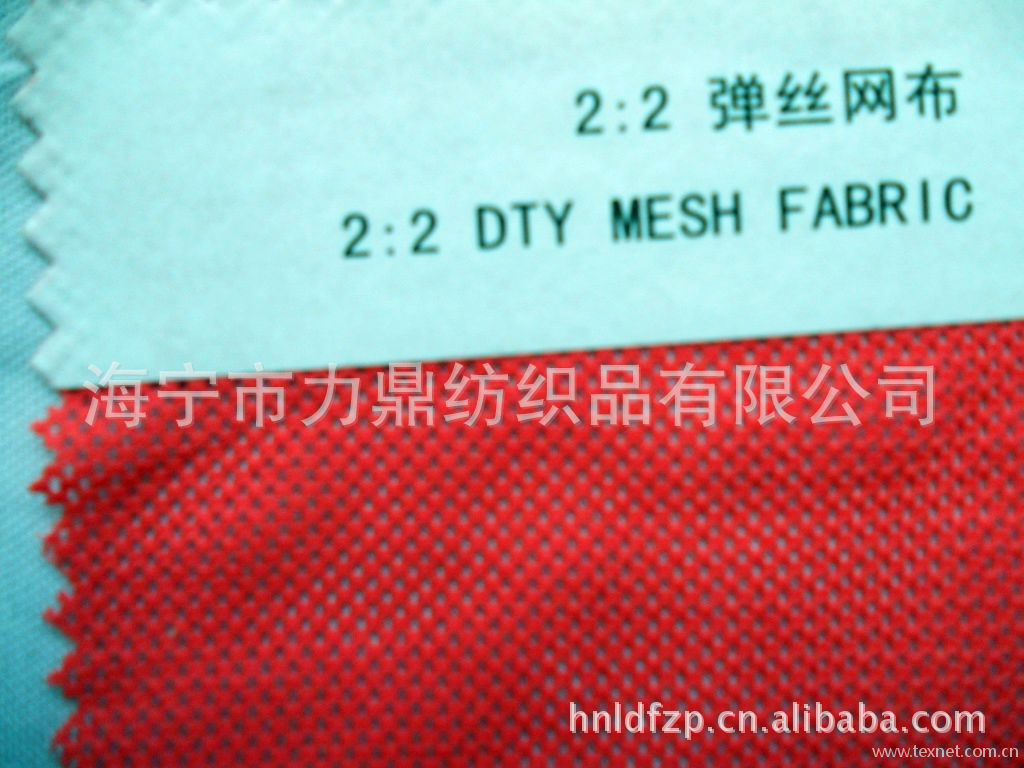 2:2 弹丝网布
2:2 DTY MESH FABRIC
海宁市力鼎纺织品有限公司
hnldfzp.cn.alibaba.com
www.texnet.com.cn